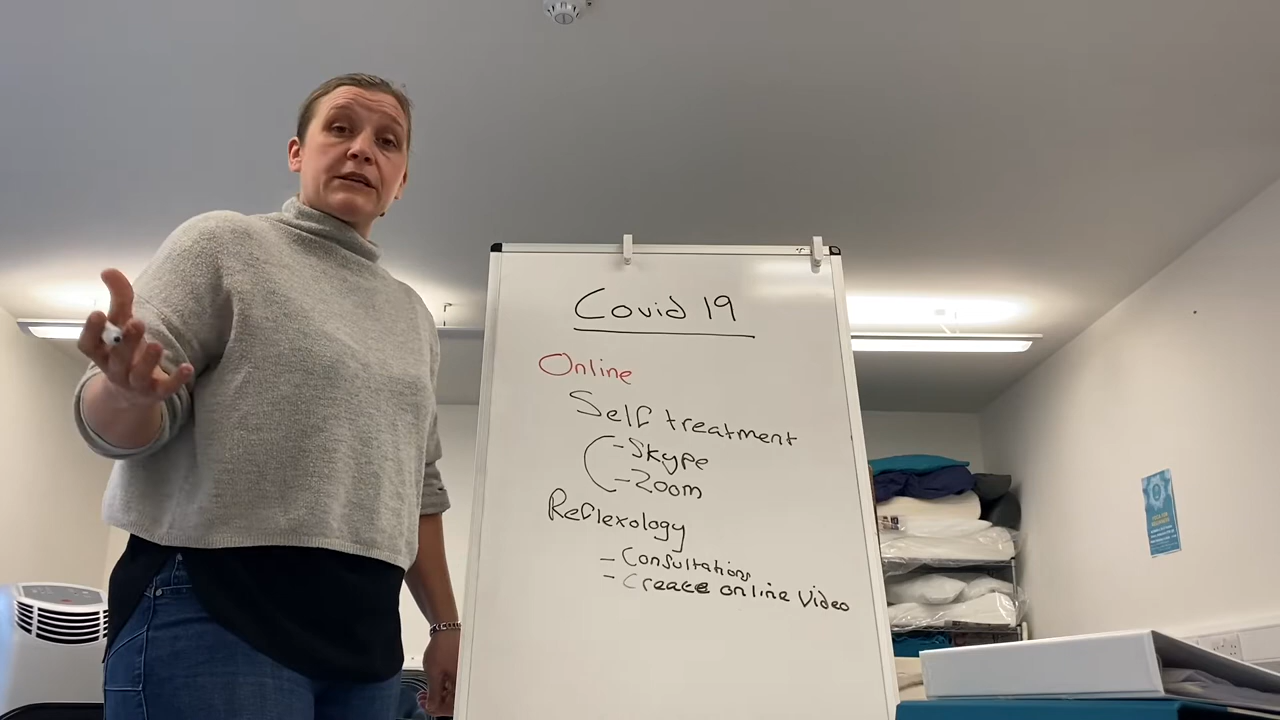 Covid 19
Online
Self treatment
- Skype
- Zoom
Reflexology
- Consultations
- Create online Video